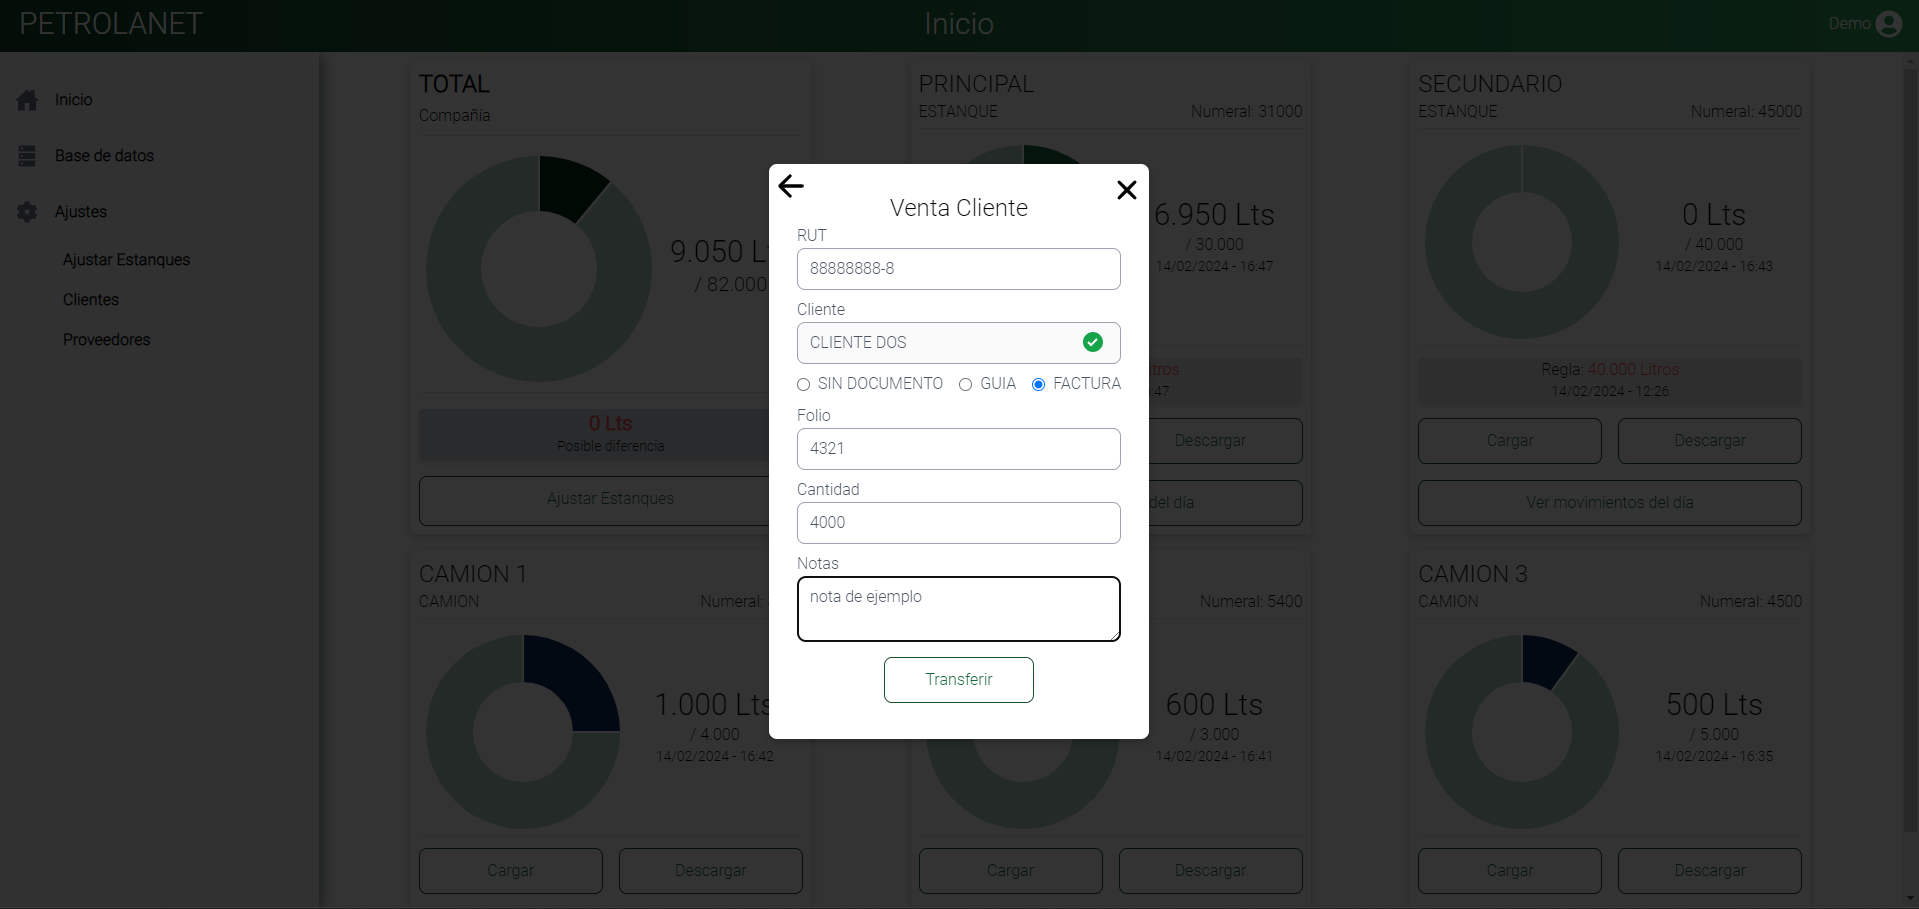 PETROLANET
Inicio
Demo
Inicio
Base de datos
Ajustes
Ajustar Estanques
Clientes
Proveedores
TOTAL
Compañia
9.050 L
/ 82.000
0 Lts
Posible diferencia
Ajustar Estanques
PRINCIPAL
ESTANQUE
Numeral: 31000
6.950 Lts
/ 30.000
14/02/2024 - 16:47
itros
:47
Descargar
del día
SECUNDARIO
ESTANQUE
Numeral: 45000
0 Lts
/ 40.000
14/02/2024 - 16:43
Regla: 40.000 Litros
14/02/2024 - 12:26
Cargar
Descargar
Ver movimientos del día
Venta Cliente
RUT
88888888-8
Cliente
CLIENTE DOS
SIN DOCUMENTO
GUIA
FACTURA
Folio
4321
Cantidad
4000
Notas
nota de ejemplo
Transferir
CAMION 1
CAMION
Numeral:
1.000 Lts
/ 4.000
14/02/2024 - 16:42
Cargar
Descargar
Numeral: 5400
600 Lts
/ 3.000
14/02/2024 - 16:41
Cargar
Descargar
CAMION 3
CAMION
Numeral: 4500
500 Lts
/ 5.000
14/02/2024 - 16:35
Cargar
Descargar